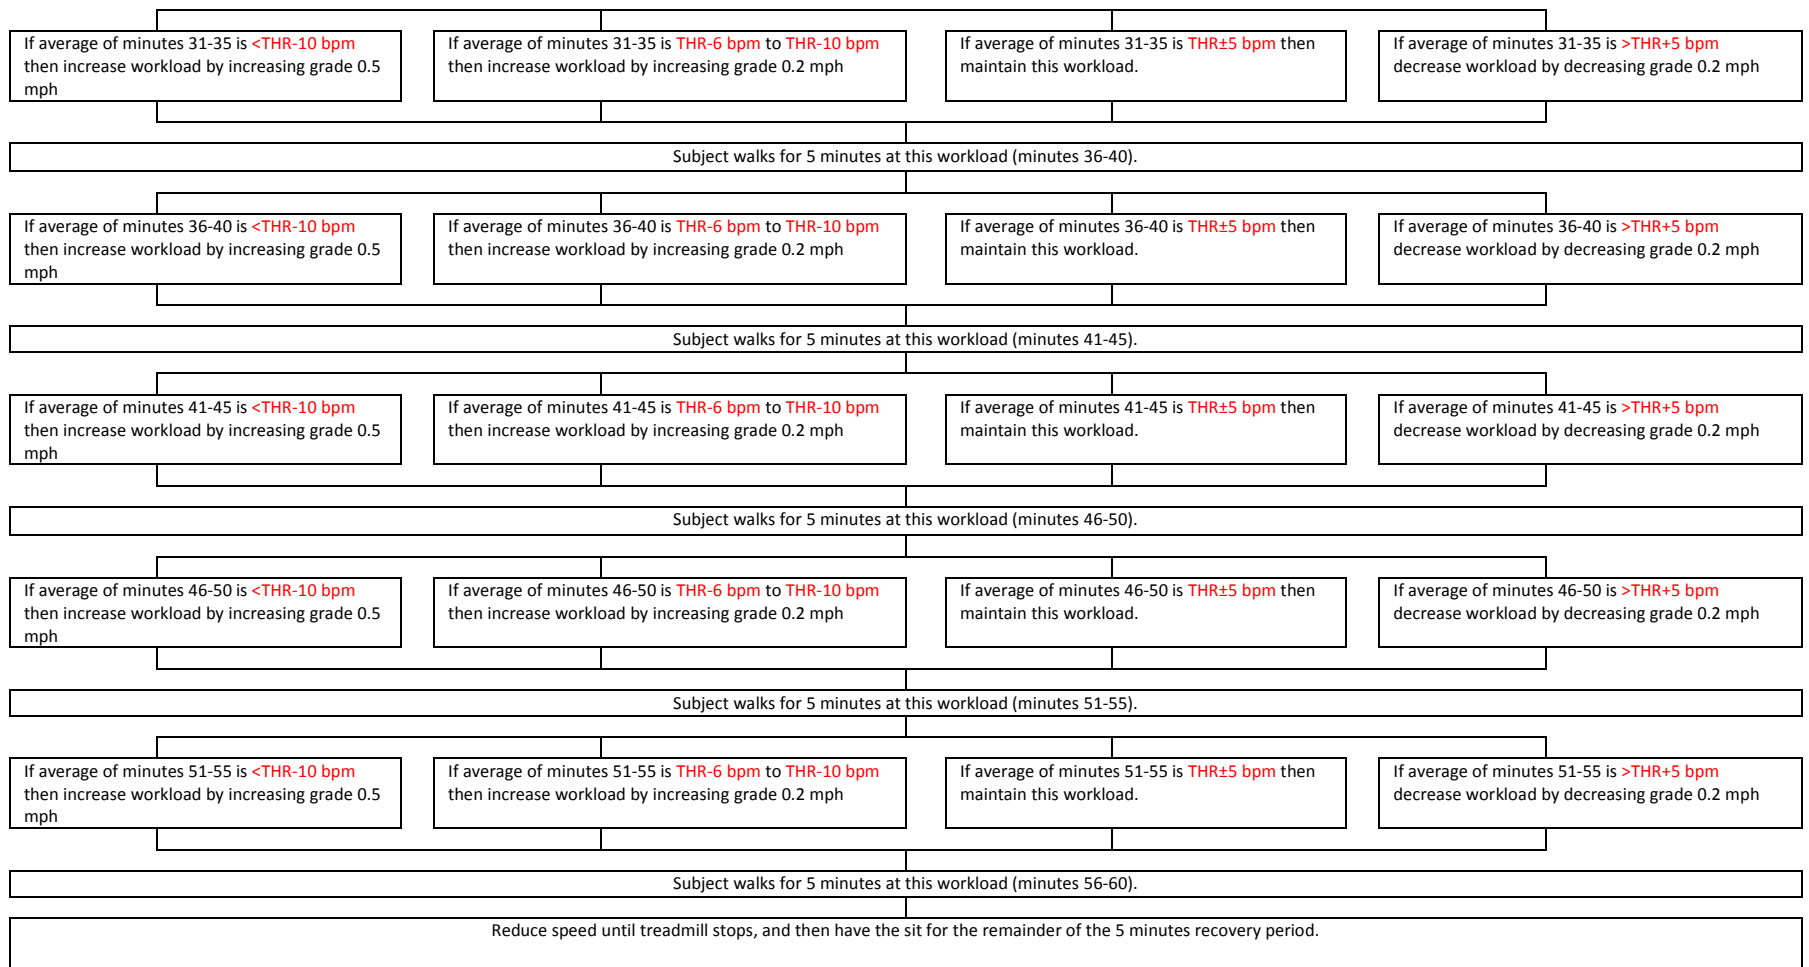 If average of minutes 31-35 is <THR-10 bpm
then increase workload by increasing grade 0.5
mph
If average of minutes 31-35 is THR-6 bpm to THR-10 bpm
then increase workload by increasing grade 0.2 mph
If average of minutes 31-35 is THR±5 bpm then
maintain this workload.
If average of minutes 31-35 is >THR+5 bpm
decrease workload by decreasing grade 0.2 mph
Subject walks for 5 minutes at this workload (minutes 36-40).
If average of minutes 36-40 is <THR-10 bpm
then increase workload by increasing grade 0.5
mph
If average of minutes 36-40 is THR-6 bpm to THR-10 bpm
then increase workload by increasing grade 0.2 mph
If average of minutes 36-40 is THR±5 bpm then
maintain this workload.
If average of minutes 36-40 is >THR+5 bpm
decrease workload by decreasing grade 0.2 mph
Subject walks for 5 minutes at this workload (minutes 41-45).
If average of minutes 41-45 is <THR-10 bpm
then increase workload by increasing grade 0.5
mph
If average of minutes 41-45 is THR-6 bpm to THR-10 bpm
then increase workload by increasing grade 0.2 mph
If average of minutes 41-45 is THR±5 bpm then
maintain this workload.
If average of minutes 41-45 is >THR+5 bpm
decrease workload by decreasing grade 0.2 mph
Subject walks for 5 minutes at this workload (minutes 46-50).
If average of minutes 46-50 is <THR-10 bpm
then increase workload by increasing grade 0.5
mph
If average of minutes 46-50 is THR-6 bpm to THR-10 bpm
then increase workload by increasing grade 0.2 mph
If average of minutes 46-50 is THR±5 bpm then
maintain this workload.
If average of minutes 46-50 is >THR+5 bpm
decrease workload by decreasing grade 0.2 mph
Subject walks for 5 minutes at this workload (minutes 51-55).
If average of minutes 51-55 is <THR-10 bpm
then increase workload by increasing grade 0.5
mph
If average of minutes 51-55 is THR-6 bpm to THR-10 bpm
then increase workload by increasing grade 0.2 mph
If average of minutes 51-55 is THR±5 bpm then
maintain this workload.
If average of minutes 51-55 is >THR+5 bpm
decrease workload by decreasing grade 0.2 mph
Subject walks for 5 minutes at this workload (minutes 56-60).
Reduce speed until treadmill stops, and then have the sit for the remainder of the 5 minutes recovery period.